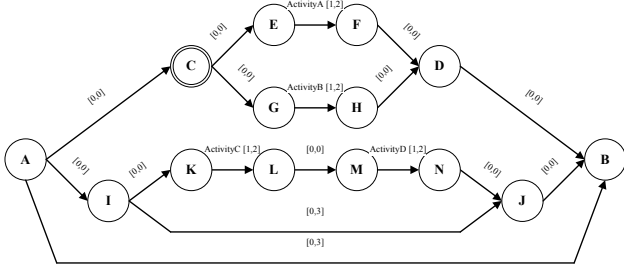 ActivityA [1,2]
[0,0]
[0,0]
E
F
C
D
[0,0]
ActivityB [1,2]
[0,0]
[0,0]
G
H
[0,0]
ActivityC [1,2]
[0,0]
ActivityD [1,2]
A
[0,0]
[0,0]
K
L
M
N
[0,0]
[0,0]
B
I
[0,3]
J
[0,3]